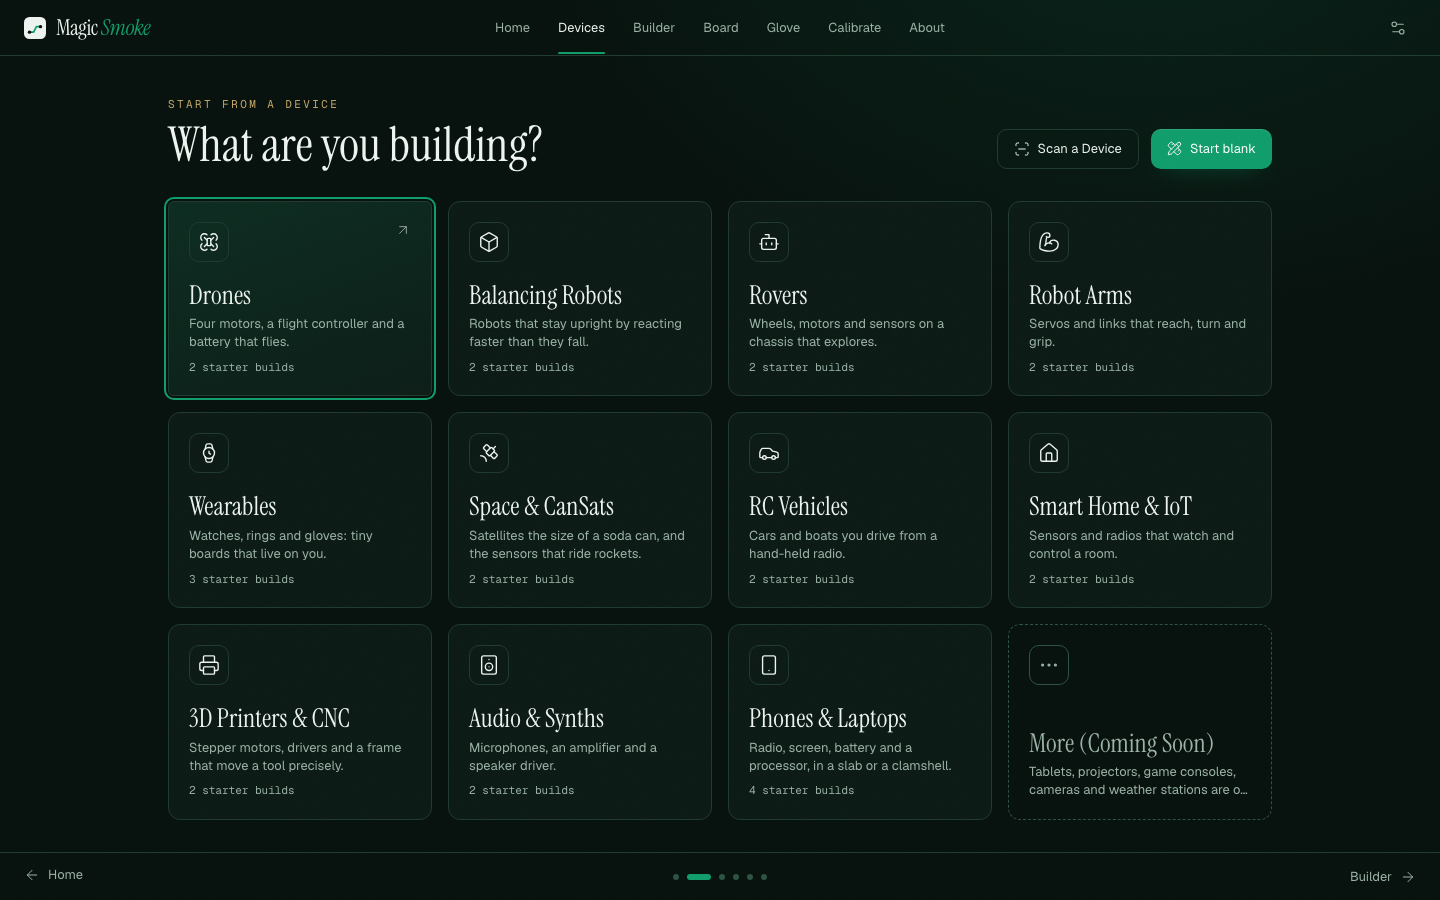 Magic Smoke
Home
Devices
Builder
Board
Glove
Calibrate
About
START FROM A DEVICE
What are you building?
Scan a Device
Start blank
Drones
Four motors, a flight controller and a
battery that flies.
2 starter builds
Balancing Robots
Robots that stay upright by reacting
faster than they fall.
2 starter builds
Rovers
Wheels, motors and sensors on a
chassis that explores.
2 starter builds
Robot Arms
Servos and links that reach, turn and
grip.
2 starter builds
Wearables
Watches, rings and gloves: tiny
boards that live on you.
3 starter builds
Space & CanSats
Satellites the size of a soda can, and
the sensors that ride rockets.
2 starter builds
RC Vehicles
Cars and boats you drive from a
hand-held radio.
2 starter builds
Smart Home & IoT
Sensors and radios that watch and
control a room.
2 starter builds
3D Printers & CNC
Stepper motors, drivers and a frame
that move a tool precisely.
2 starter builds
Audio & Synths
Microphones, an amplifier and a
speaker driver.
2 starter builds
Phones & Laptops
Radio, screen, battery and a
processor, in a slab or a clamshell.
4 starter builds
More (Coming Soon)
Tablets, projectors, game consoles,
cameras and weather stations are o…
Home
Builder